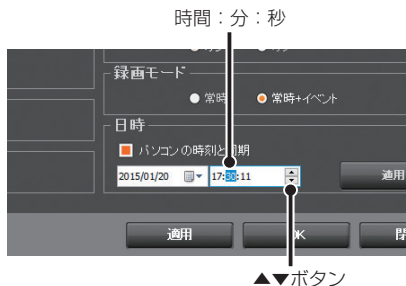 時間：分：秒
録画モード
常時
常時+イベント
日時
パソコンの時刻と同期
2015/01/20
17:30:11
適用
適用
OK
▲▼ボタン